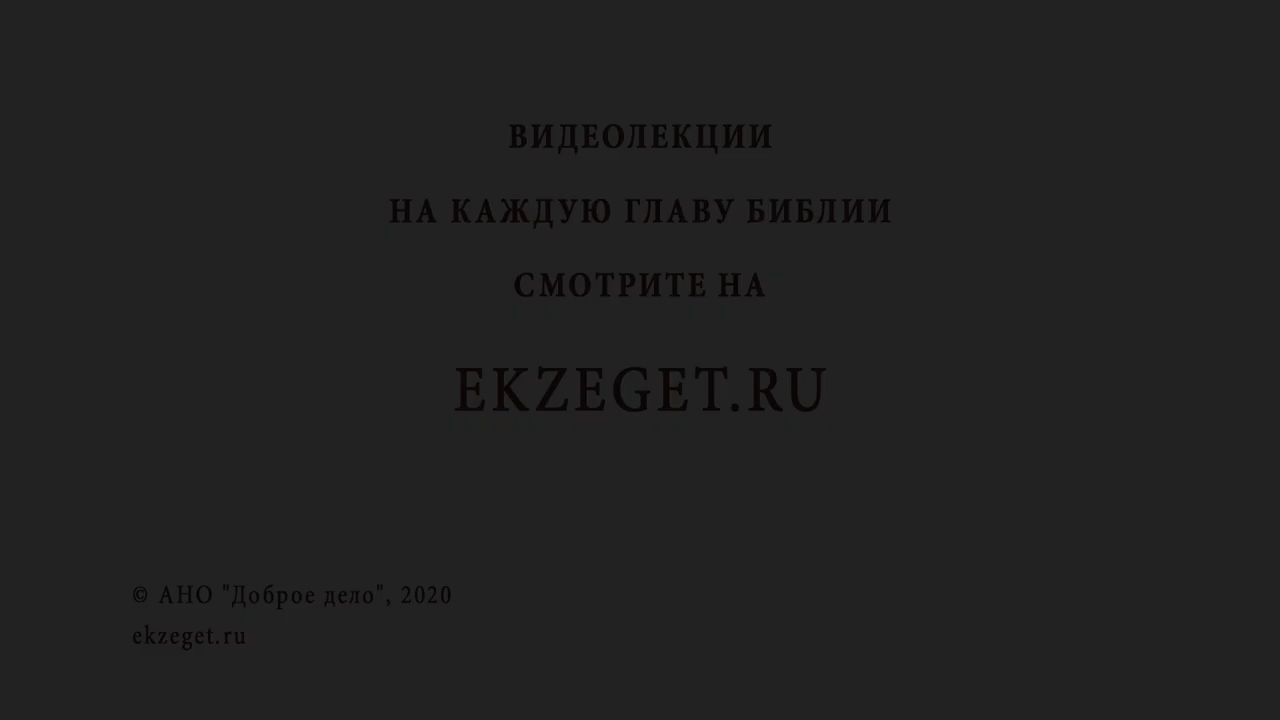 ВИДЕОЛЕКЦИИ
НА КАЖДУЮ ГЛАВУ БИБЛИИ
СМОТРИТЕ НА
EKZEGET.RU
© АНО "Доброе дело", 2020
ekzeget.ru